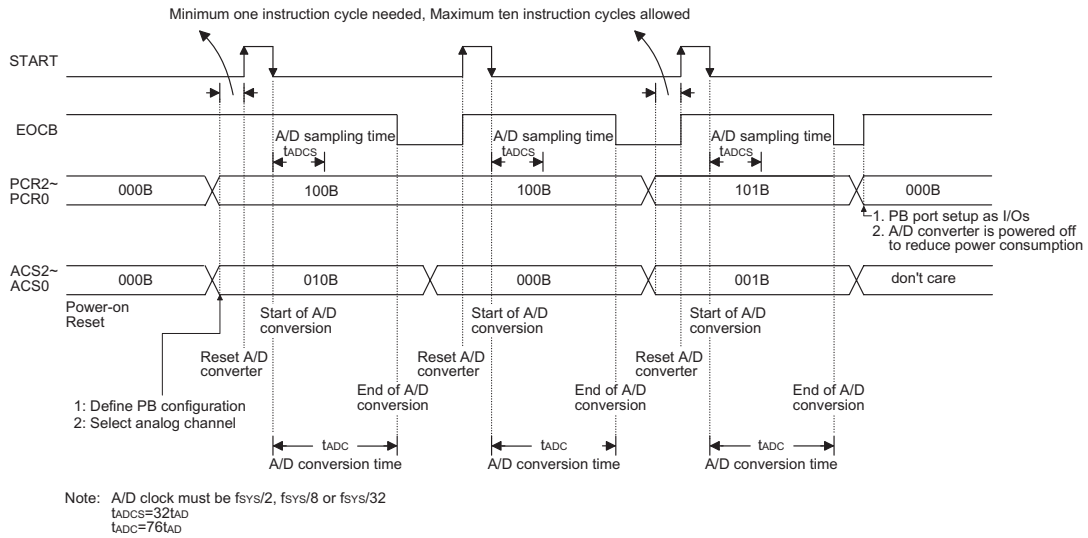 Minimum one instruction cycle needed, Maximum ten instruction cycles allowed
START
EOCB
A/D sampling time
tADCS
A/D sampling time
tADCS
A/D sampling time
tADCS
PCR2~
PCR0
000B
100B
100B
101B
000B
1. PB port setup as I/Os
2. A/D converter is powered off
to reduce power consumption
ACS2~
ACS0
000B
010B
000B
001B
don't care
Power-on
Reset
Start of A/D
conversion
Start of A/D
conversion
Start of A/D
conversion
Reset A/D
converter
Reset A/D
converter
Reset A/D
converter
1: Define PB configuration
2: Select analog channel
End of A/D
conversion
End of A/D
conversion
End of A/D
conversion
tADC
A/D conversion time
tADC
A/D conversion time
tADC
A/D conversion time
Note: A/D clock must be fSYS/2, fSYS/8 or fSYS/32
tADCS=32tAD
tADC=76tAD